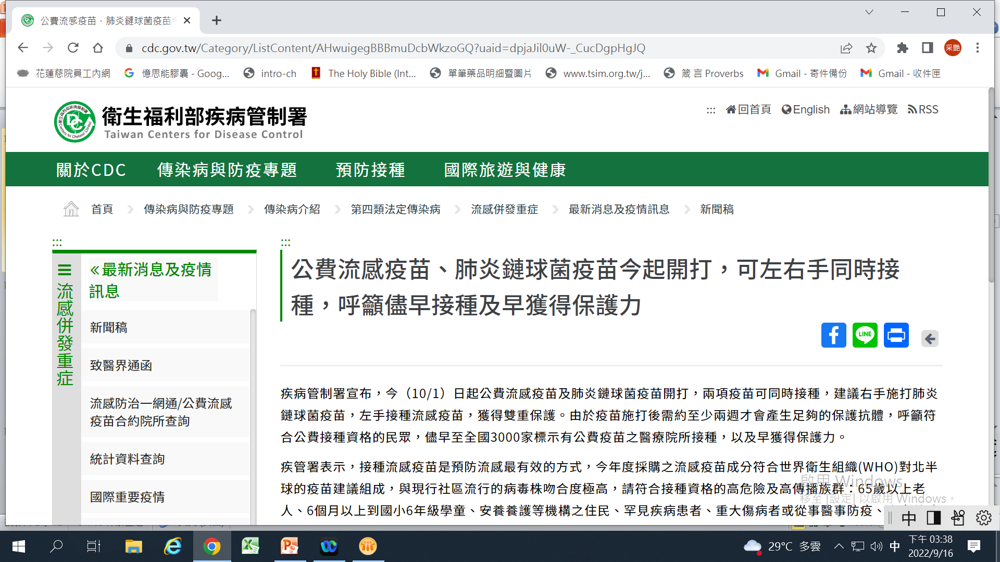 公費流感疫苗、肺炎鏈球菌疫苗今
cdc.gov.tw/Category/ListContent/AHwuigegBBBmuDcbWkzoGQ?uaid=dpjaJil0uW-_CucDgpHgJQ
采艷
花蓮慈院員工內網
憶思能膠囊 - Goog...
intro-ch
The Holy Bible (Int...
單筆藥品明細暨圖片
www.tsim.org.tw/j...
箴 言 Proverbs
Gmail - 寄件備份
Gmail - 收件匣
衛生福利部疾病管制署
Taiwan Centers for Disease Control
:::
回首頁
English
網站導覽
RSS
關於CDC
傳染病與防疫專題
預防接種
國際旅遊與健康
首頁
傳染病與防疫專題
傳染病介紹
第四類法定傳染病
流感併發重症
最新消息及疫情訊息
新聞稿
:::
流感併發重症
«最新消息及疫情
訊息
新聞稿
致醫界通函
流感防治一網通/公費流感
疫苗合約院所查詢
統計資料查詢
國際重要疫情
:::
公費流感疫苗、肺炎鏈球菌疫苗今起開打，可左右手同時接
種，呼籲儘早接種及早獲得保護力
LINE
疾病管制署宣布，今（10/1）日起公費流感疫苗及肺炎鏈球菌疫苗開打，兩項疫苗可同時接種，建議右手施打肺炎
鏈球菌疫苗，左手接種流感疫苗，獲得雙重保護。由於疫苗施打後需約至少兩週才會產生足夠的保護抗體，呼籲符
合公費接種資格的民眾，儘早至全國3000家標示有公費疫苗之醫療院所接種，以及早獲得保護力。
疾管署表示，接種流感疫苗是預防流感最有效的方式，今年度採購之流感疫苗成分符合世界衛生組織(WHO)對北半
球的疫苗建議組成，與現行社區流行的病毒株吻合度極高，請符合接種資格的高危險及高傳播族群：65歲以上老
人、6個月以上到國小6年級學童、安養養護等機構之住民、罕見疾病患者、重大傷病者或從事醫事防疫、
啟用 Windows
移至 [設定] 以啟用 Windows。
中
29°C 多雲
中
下午 03:38
2022/9/16